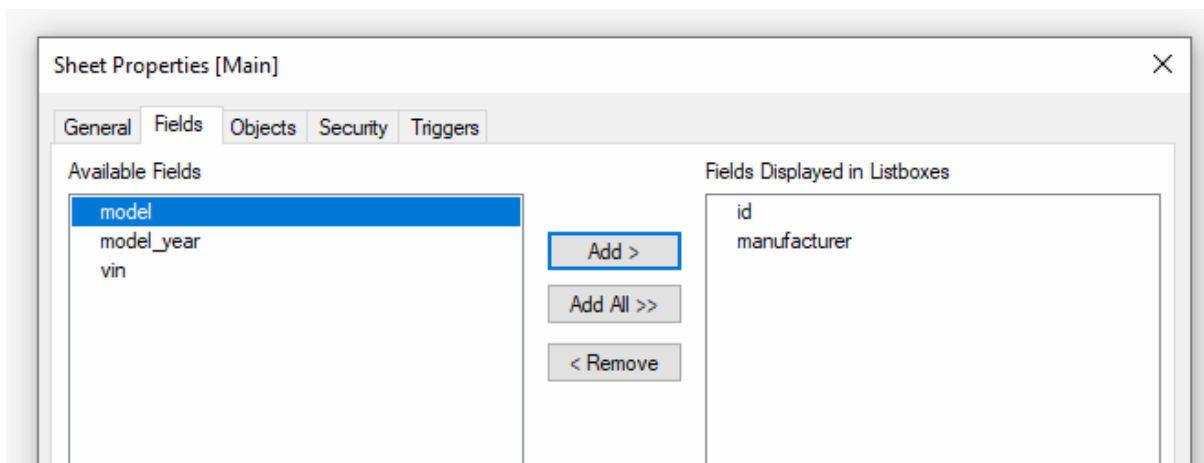 Sheet Properties [Main]
General Fields Objects Security Triggers
Available Fields
model
model_year
vin
Add >
Add All >>
< Remove
Fields Displayed in Listboxes
id
manufacturer